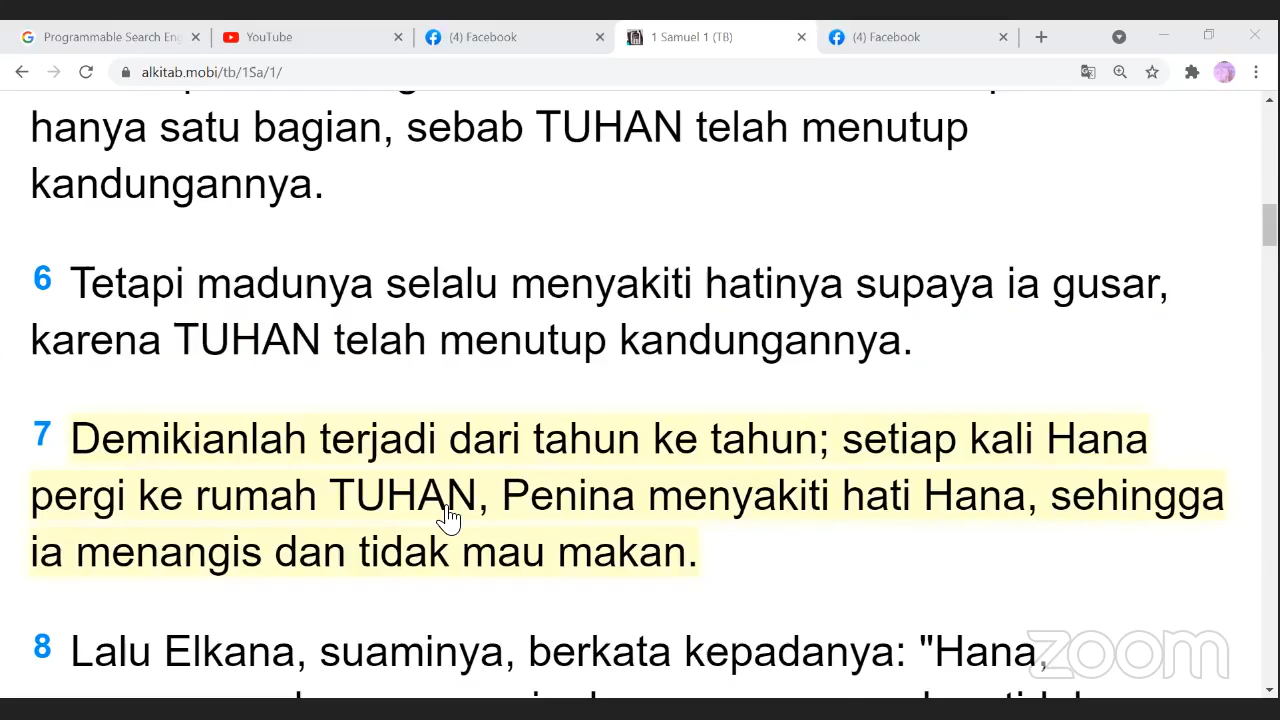 Programmable Search Eng
YouTube
(4) Facebook
1 Samuel 1 (TB)
(4) Facebook
alkitab.mobi/tb/1Sa/1/
hanya satu bagian, sebab TUHAN telah menutup
kandungannya.
6 Tetapi madunya selalu menyakiti hatinya supaya ia gusar,
karena TUHAN telah menutup kandungannya.
7 Demikianlah terjadi dari tahun ke tahun; setiap kali Hana
pergi ke rumah TUHAN, Penina menyakiti hati Hana, sehingga
ia menangis dan tidak mau makan.
8 Lalu Elkana, suaminya, berkata kepadanya: "Hana,
zoom